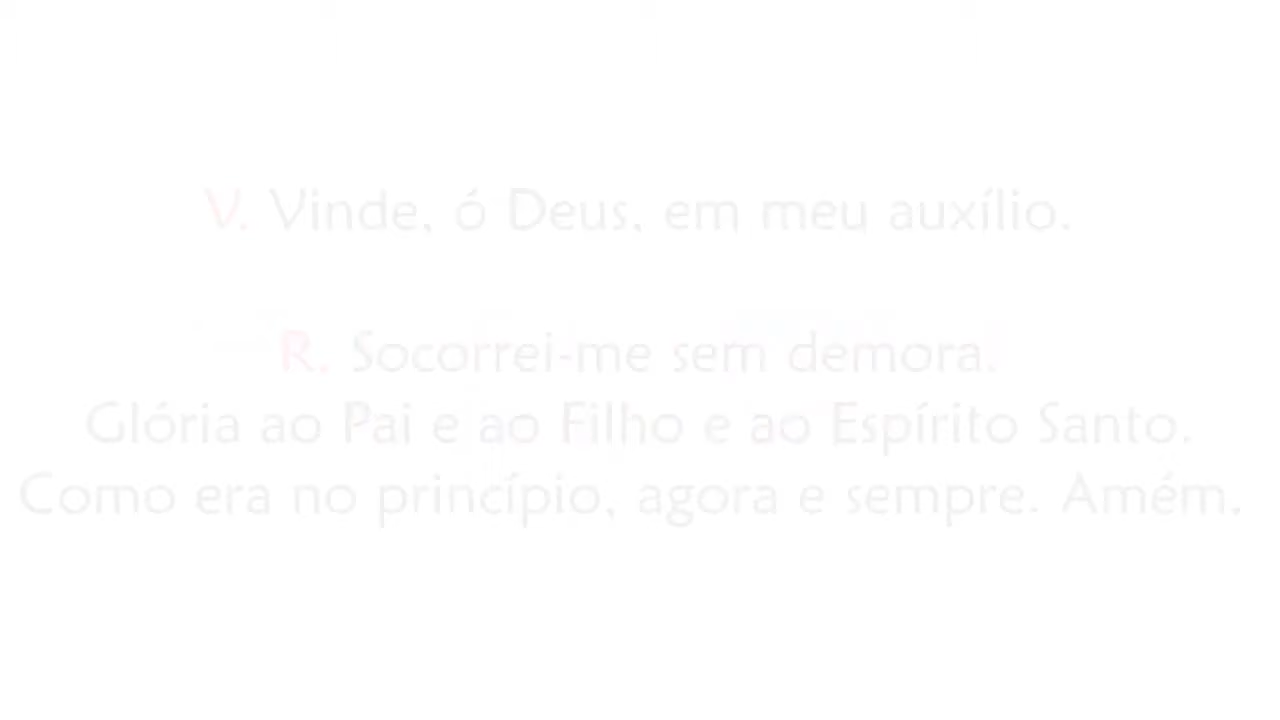 V. Vinde, ó Deus, em meu auxílio.
R. Socorrei-me sem demora.
Glória ao Pai e ao Filho e ao Espírito Santo.
Como era no princípio, agora e sempre. Amém.